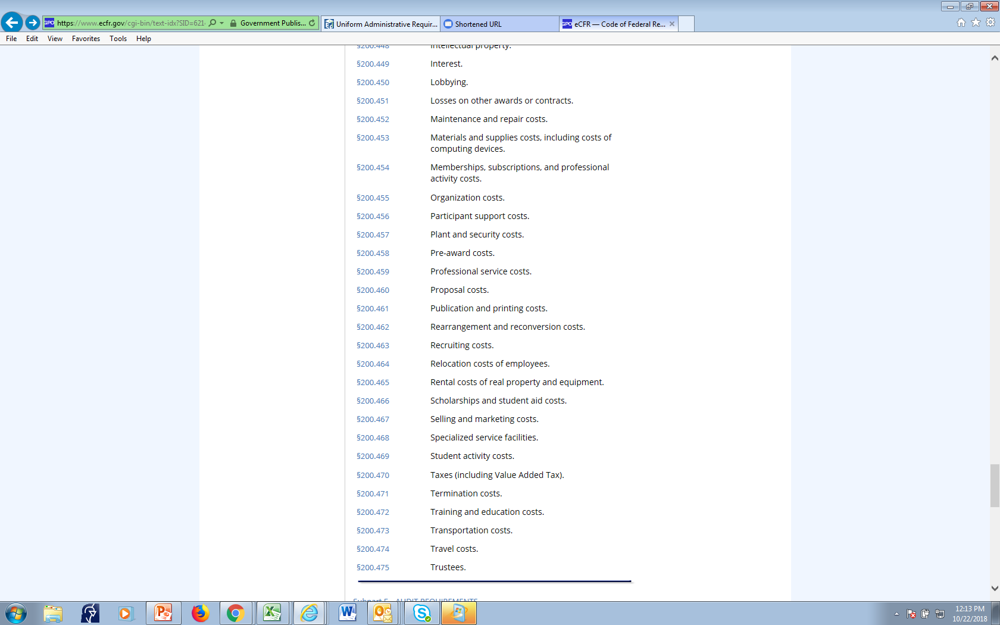 https://www.ecfr.gov/cgi-bin/text-idx?SID=621
Government Publis...
Uniform Administrative Requir...
Shortened URL
eCFR — Code of Federal Re...
File Edit View Favorites Tools Help
§200.448 Intellectual property.
§200.449 Interest.
§200.450 Lobbying.
§200.451 Losses on other awards or contracts.
§200.452 Maintenance and repair costs.
§200.453 Materials and supplies costs, including costs of
computing devices.
§200.454 Memberships, subscriptions, and professional
activity costs.
§200.455 Organization costs.
§200.456 Participant support costs.
§200.457 Plant and security costs.
§200.458 Pre-award costs.
§200.459 Professional service costs.
§200.460 Proposal costs.
§200.461 Publication and printing costs.
§200.462 Rearrangement and reconversion costs.
§200.463 Recruiting costs.
§200.464 Relocation costs of employees.
§200.465 Rental costs of real property and equipment.
§200.466 Scholarships and student aid costs.
§200.467 Selling and marketing costs.
§200.468 Specialized service facilities.
§200.469 Student activity costs.
§200.470 Taxes (including Value Added Tax).
§200.471 Termination costs.
§200.472 Training and education costs.
§200.473 Transportation costs.
§200.474 Travel costs.
§200.475 Trustees.
Subpart F—AUDIT REQUIREMENTS
12:13 PM
10/22/2018